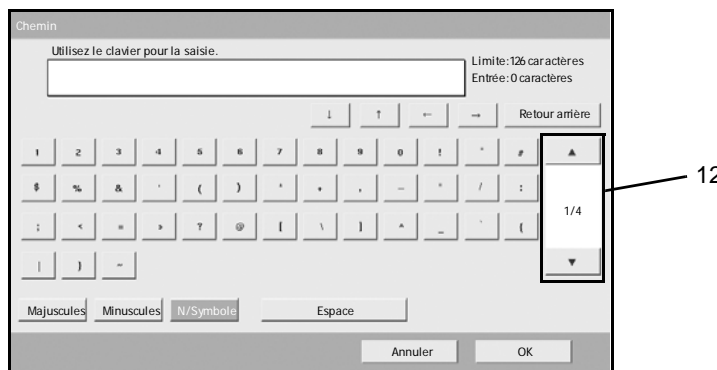 Chemin
Utilisez le clavier pour la saisie.
Limite:126 caractères
Entrée:0 caractères
↓ ↑ ← → Retour arrière
1 2 3 4 5 6 7 8 9 0 ! " #
$ % & ' ( )
/ :
; < = > ? @ [ \ ] ^ _ ` {
| } ~
1/4
12
Majuscules Minuscules N/Symbole Espace
Annuler OK